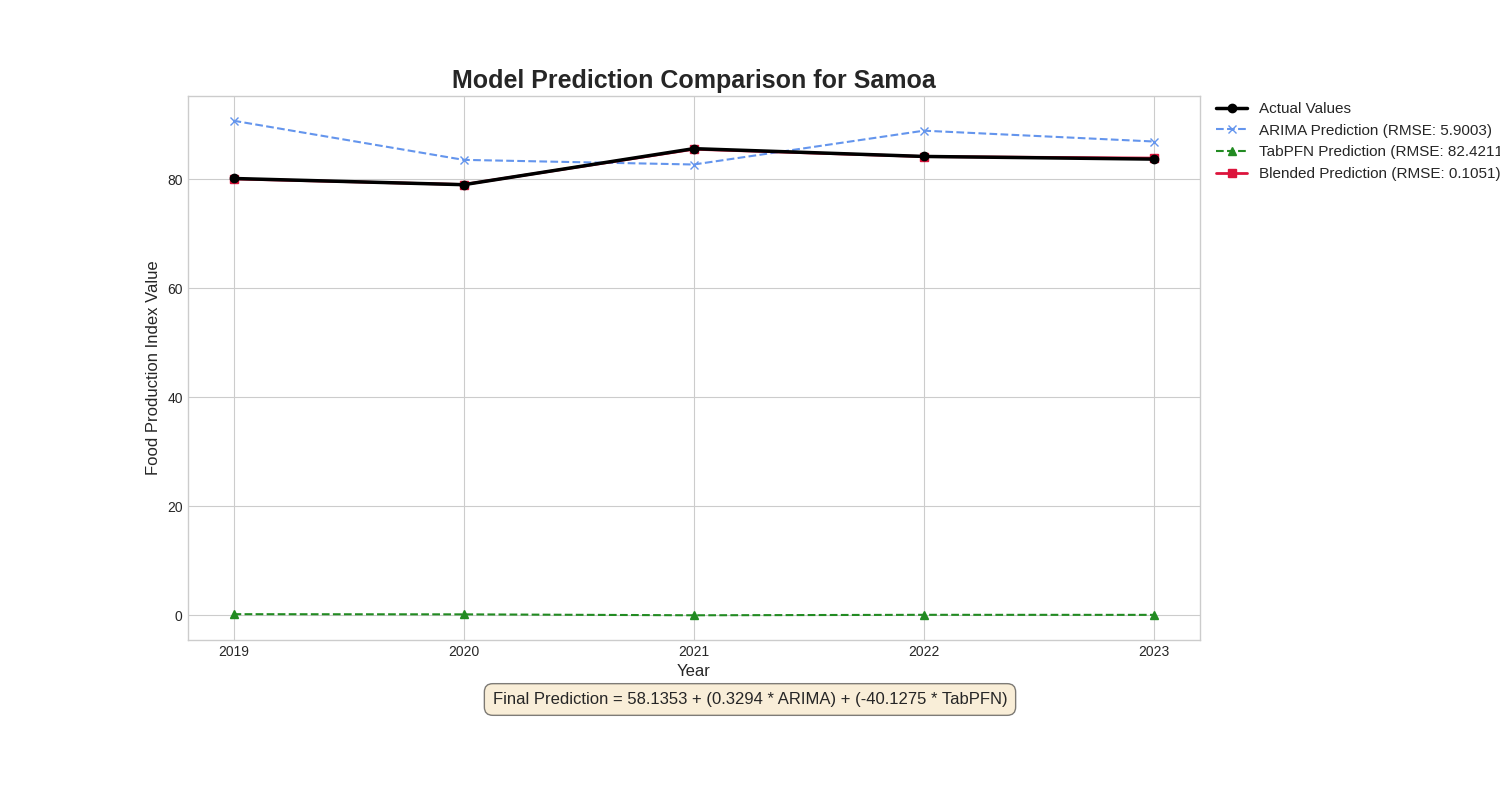 Model Prediction Comparison for Samoa
Actual Values
ARIMA Prediction (RMSE: 5.9003)
TabPFN Prediction (RMSE: 82.4211
Blended Prediction (RMSE: 0.1051)
Food Production Index Value
80
60
40
20
0
2019 2020 2021 2022 2023
Year
Final Prediction = 58.1353 + (0.3294 * ARIMA) + (-40.1275 * TabPFN)